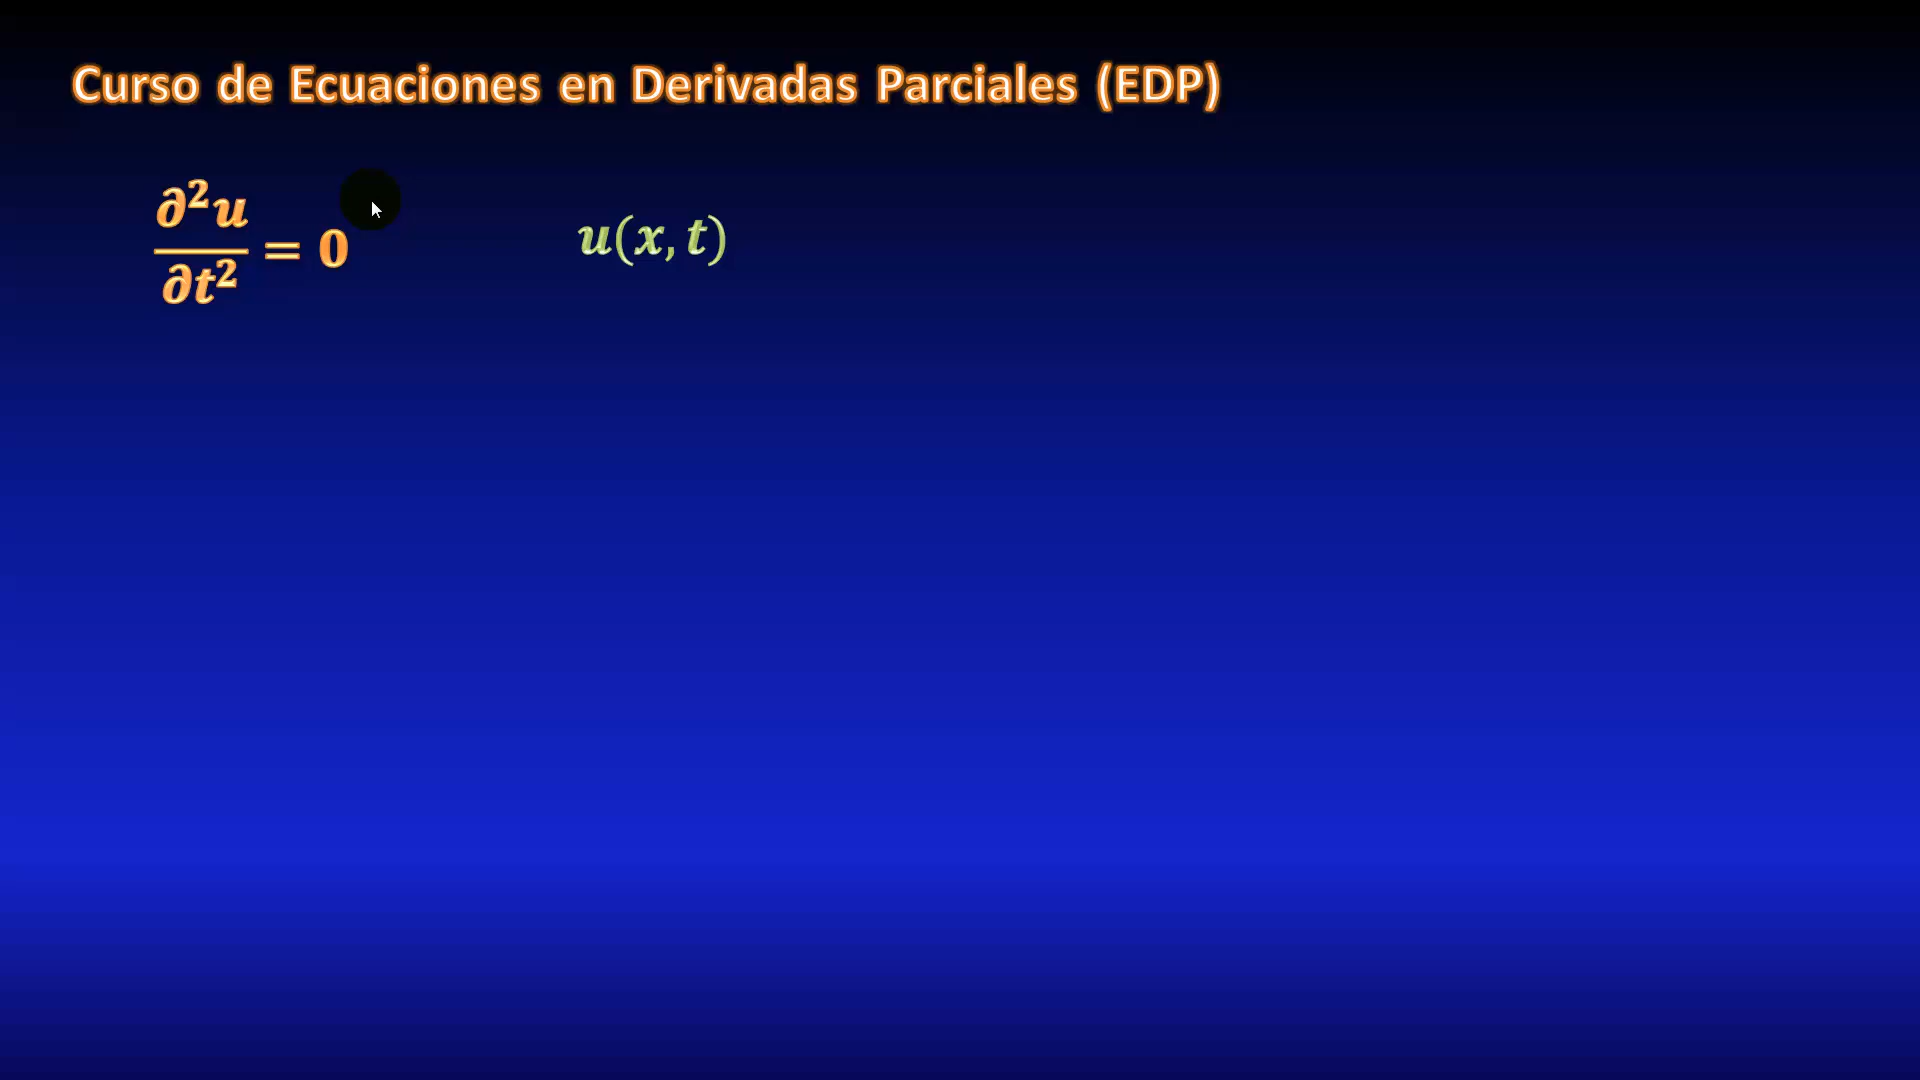 Curso de Ecuaciones en Derivadas Parciales (EDP)
∂²u/∂t² = 0
u(x, t)